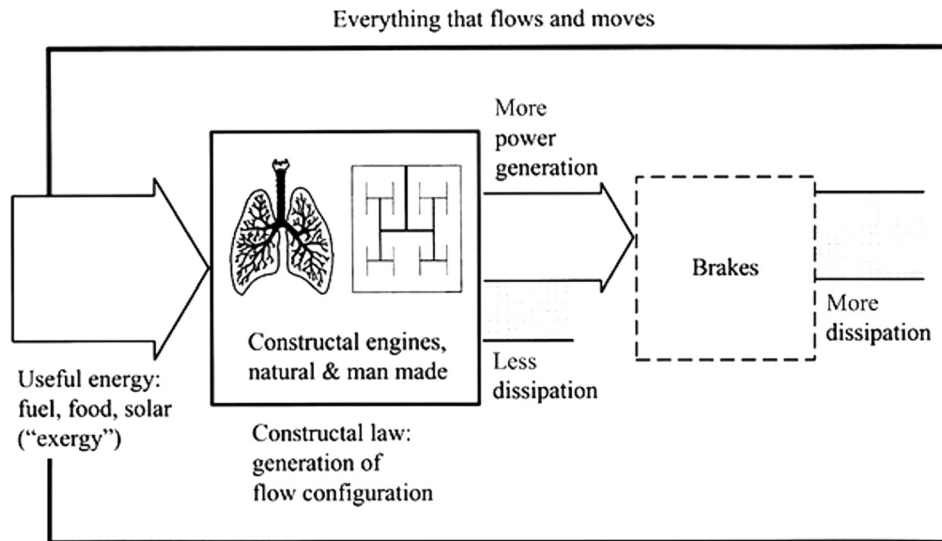 Everything that flows and moves
More
power
generation
Brakes
Constructal engines,
natural & man made
Less
dissipation
More
dissipation
Useful energy:
fuel, food, solar
(“exergy”)
Constructal law:
generation of
flow configuration